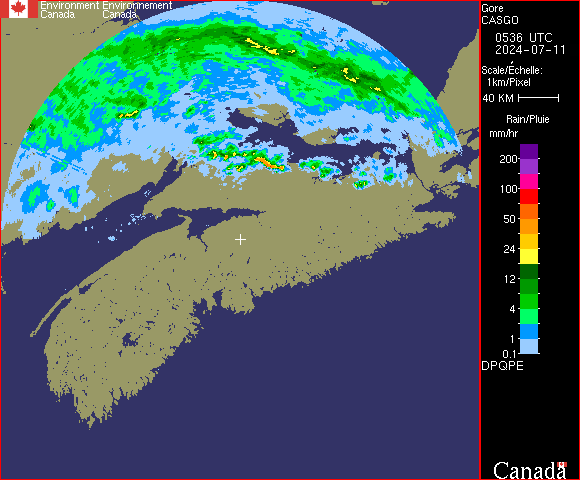 Environment Environnement
Canada Canada
Gore
CASGO
0536 UTC
2024-07-11
Scale/Échelle:
1km/Pixel
40 KM
Rain/Pluie
mm/hr
200
100
50
24
12
4
1
0.1
DPQPE
Canada